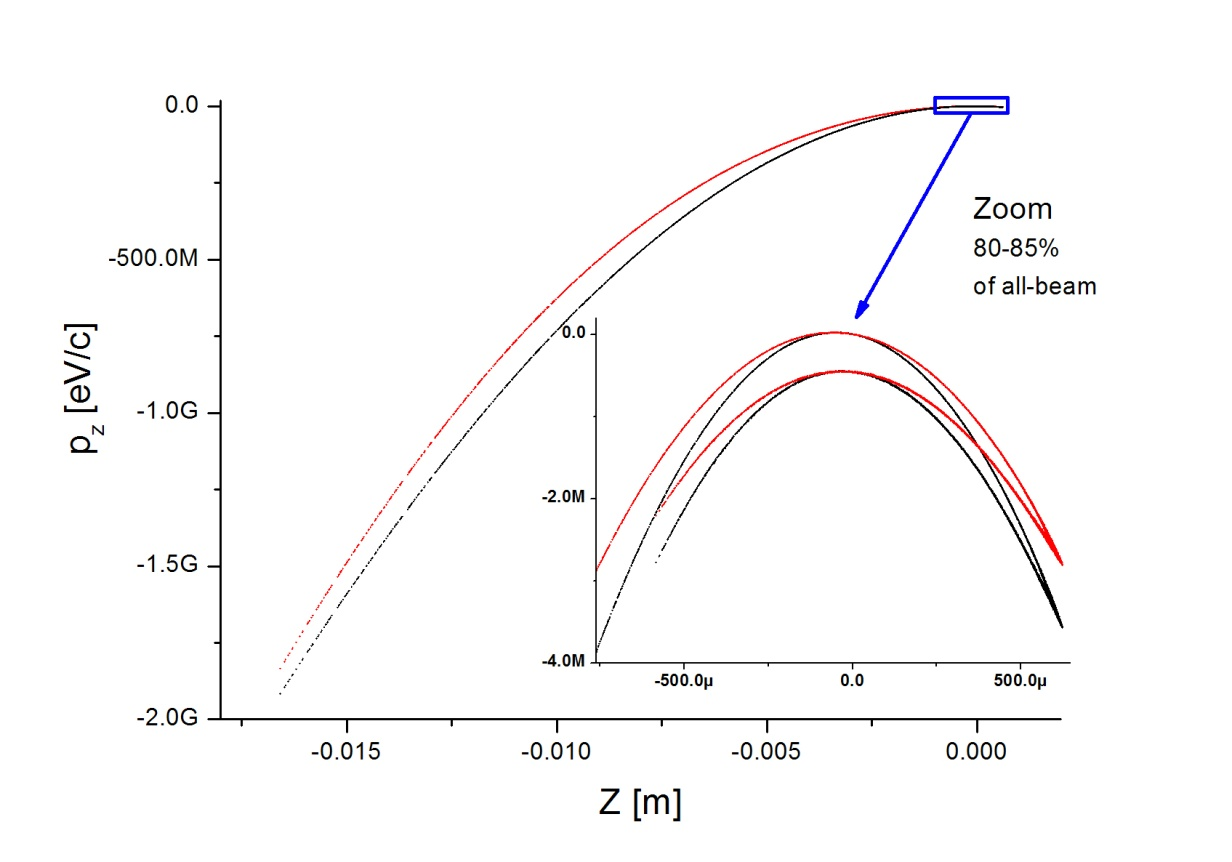 0.0
-500.0M
-1.0G
-1.5G
-2.0G
p_z [eV/c]
-0.015
-0.010
-0.005
0.000
Z [m]
Zoom
80-85%
of all-beam
0.0
-2.0M
-4.0M
-500.0µ
0.0
500.0µ